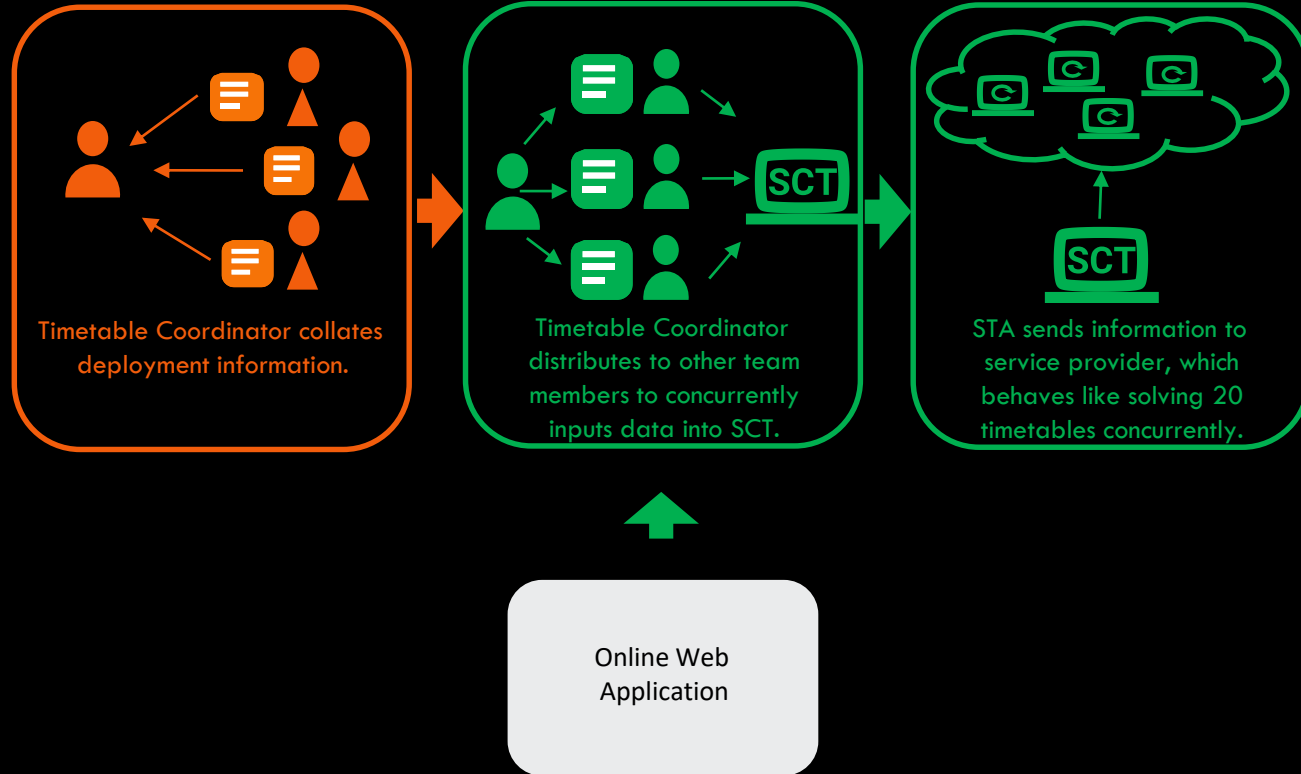 SCT
SCT
Timetable Coordinator collates
deployment information.
Timetable Coordinator
distributes to other team
members to concurrently
inputs data into SCT.
STA sends information to
service provider, which
behaves like solving 20
timetables concurrently.
Online Web
Application